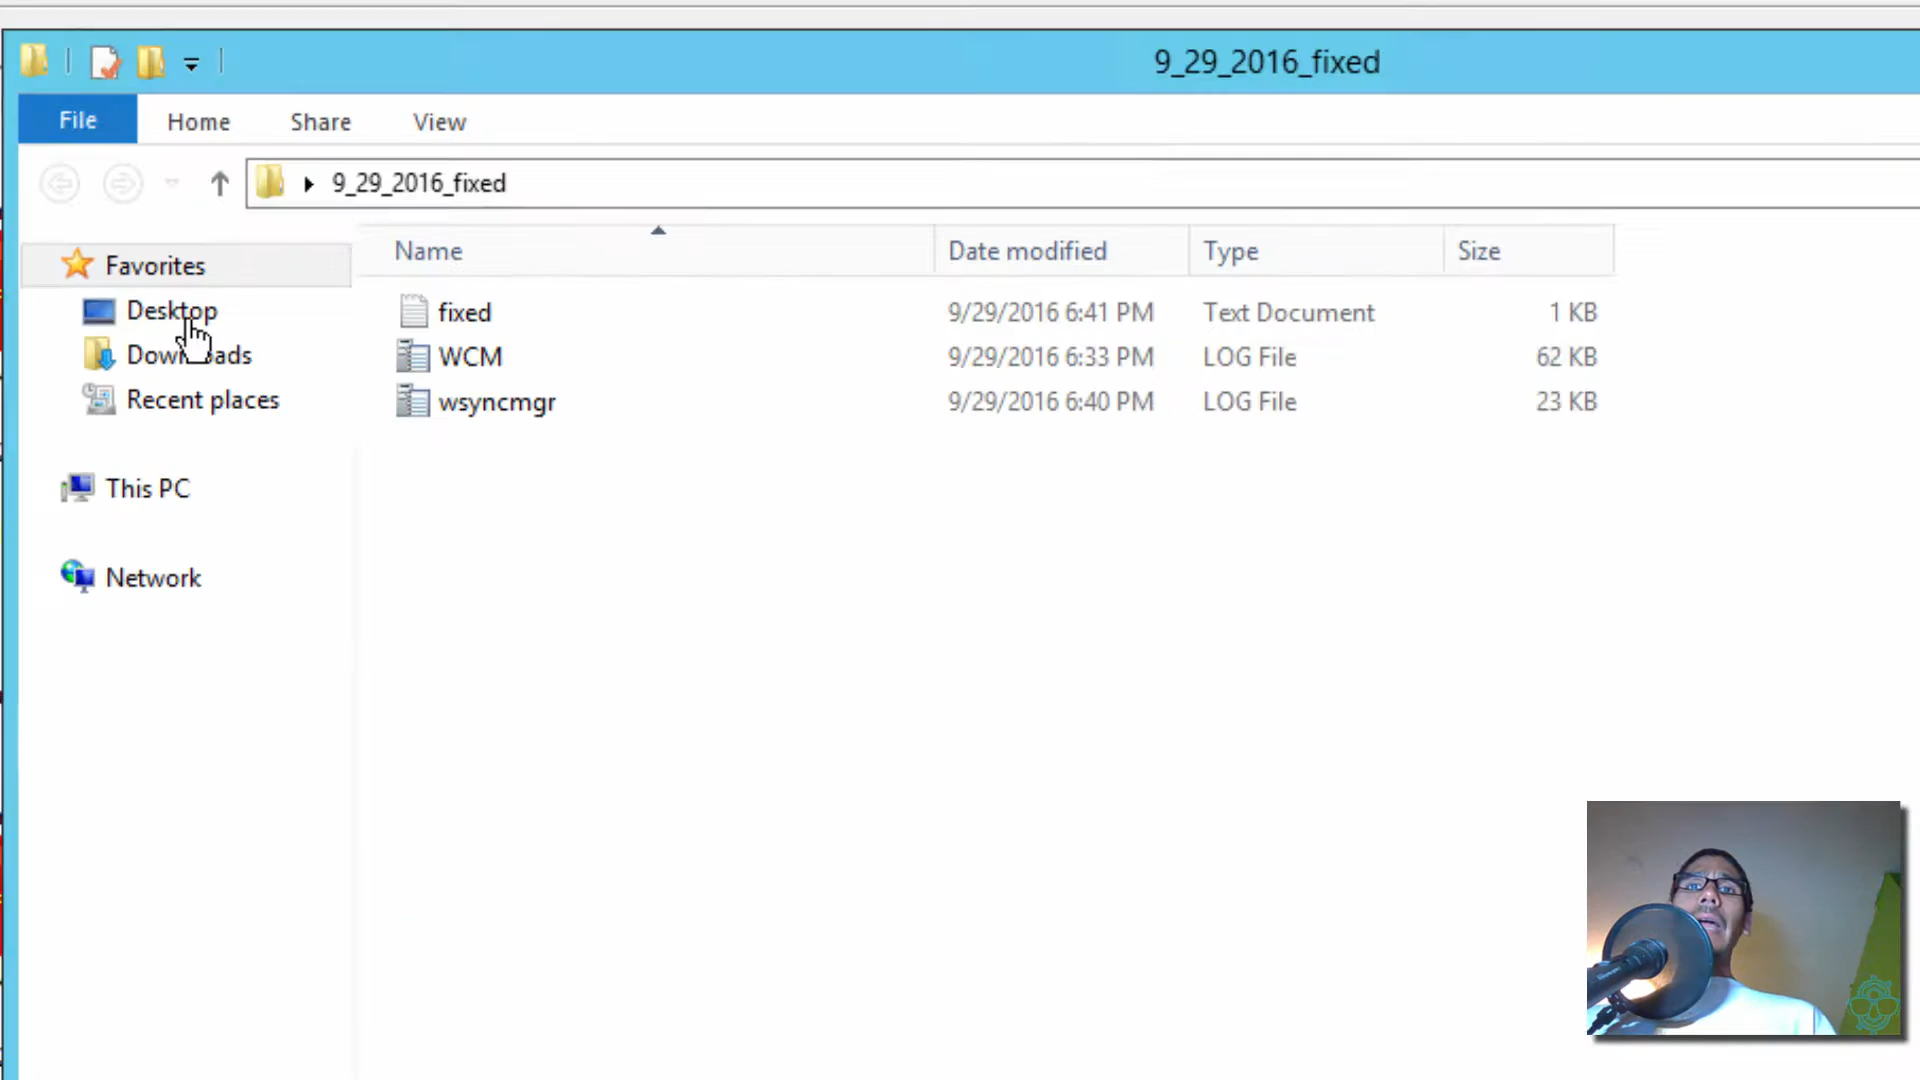 9_29_2016_fixed
File Home Share View
9_29_2016_fixed
Name Date modified Type Size
Favorites
Desktop
Downloads
Recent places
This PC
Network
fixed 9/29/2016 6:41 PM Text Document 1 KB
WCM 9/29/2016 6:33 PM LOG File 62 KB
wsyncmgr 9/29/2016 6:40 PM LOG File 23 KB